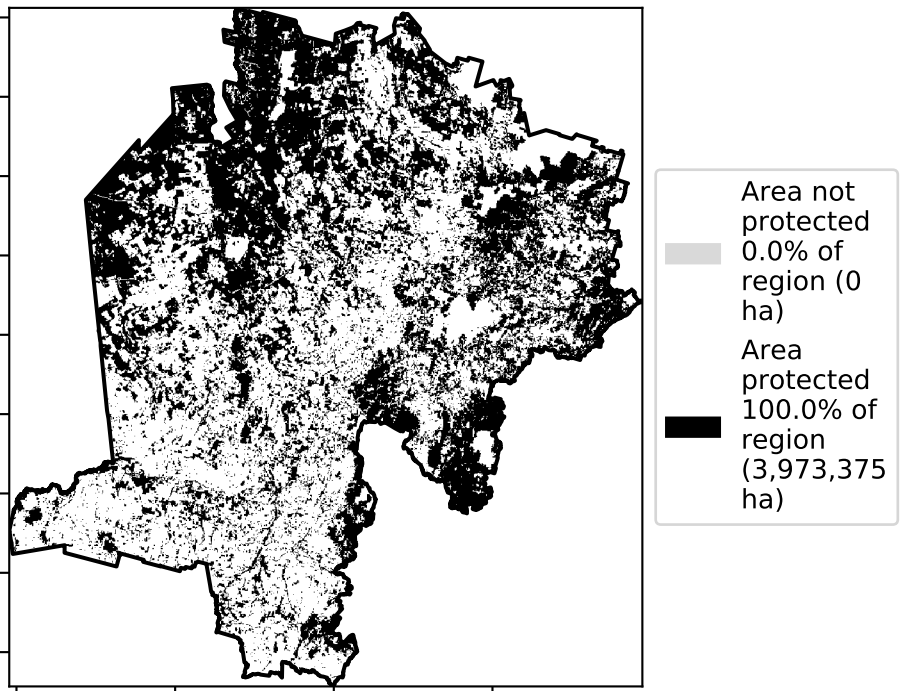 Area not
protected
0.0% of
region (0
ha)
Area
protected
100.0% of
region
(3,973,375
ha)